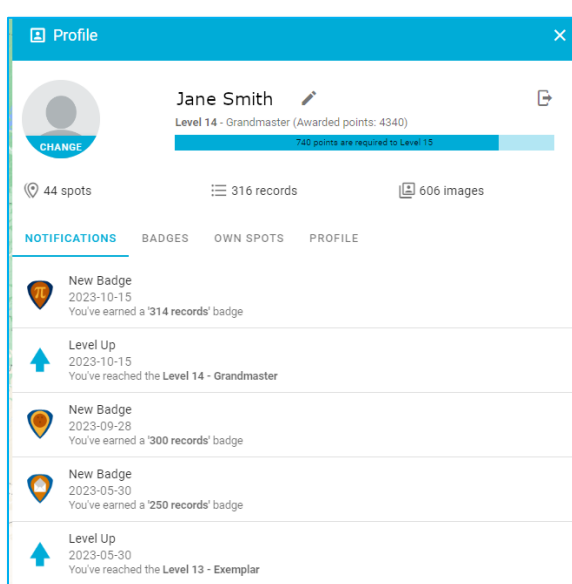 Profile
Jane Smith
Level 14 - Grandmaster (Awarded points: 4340)
CHANGE
740 points are required to Level 15
44 spots
316 records
606 images
NOTIFICATIONS
BADGES
OWN SPOTS
PROFILE
π
New Badge
2023-10-15
You've earned a '314 records' badge
Level Up
2023-10-15
You've reached the Level 14 - Grandmaster
New Badge
2023-09-28
You've earned a '300 records' badge
New Badge
2023-05-30
You've earned a '250 records' badge
Level Up
2023-05-30
You've reached the Level 13 - Exemplar